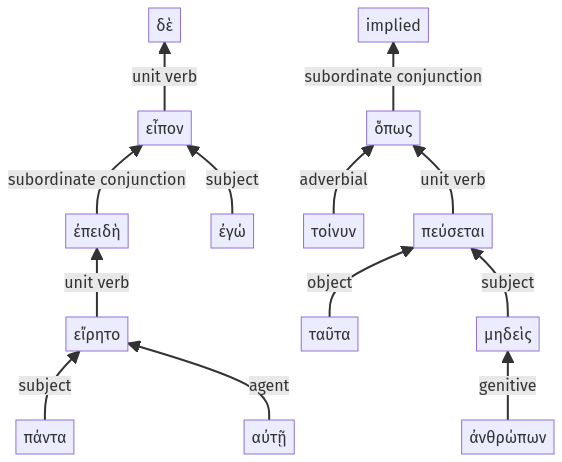 δὲ implied
unit verb subordinate conjunction
εἶπον ὅπως
subordinate conjunction subject adverbial unit verb
ἐπειδὴ ἐγώ τοίνυν πεύσεται
unit verb object subject
εἴρητο ταῦτα μηδεὶς
subject agent genitive
πάντα αὐτῇ ἀνθρώπων